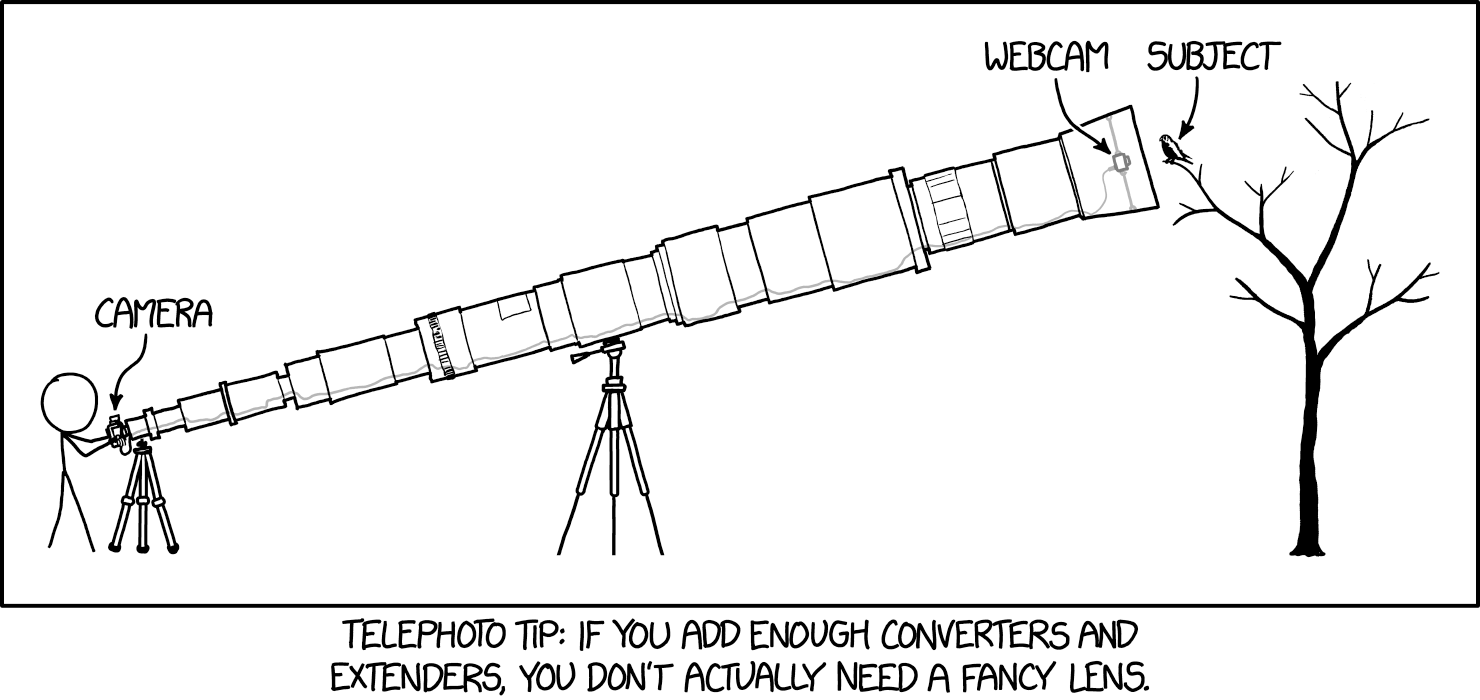 WEBCAM
SUBJECT
CAMERA
TELEPHOTO TIP: IF YOU ADD ENOUGH CONVERTERS AND
EXTENDERS, YOU DON'T ACTUALLY NEED A FANCY LENS.